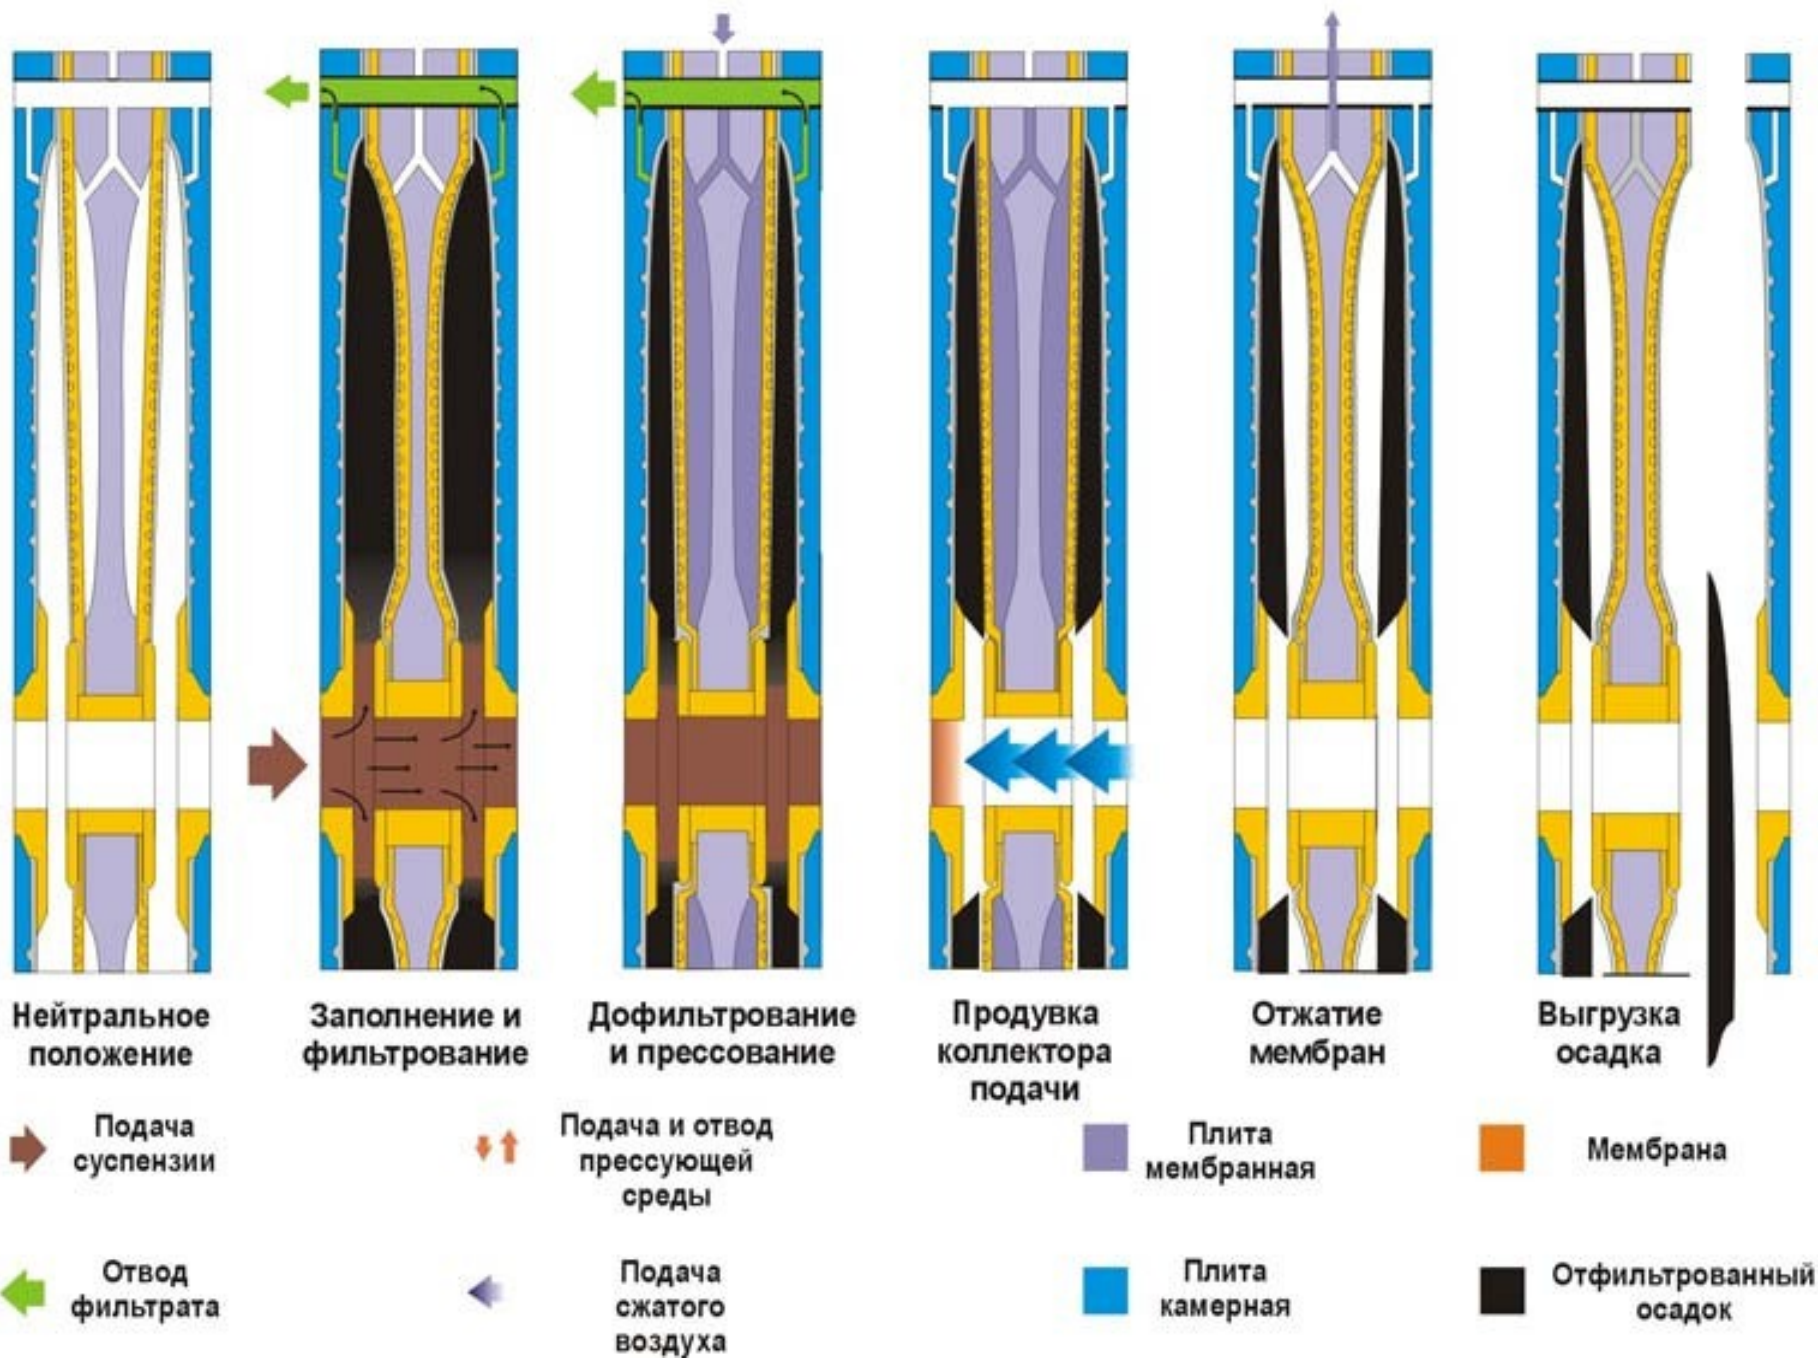 Нейтральное
положение
Заполнение и
фильтрование
Дофильтрование
и прессование
Продувка
коллектора
подачи
Отжатие
мембран
Выгрузка
осадка
Подача
суспензии
Подача и отвод
прессующей
среды
Плита
мембранная
Мембрана
Отвод
фильтрата
Подача
сжатого
воздуха
Плита
камерная
Отфильтрованный
осадок